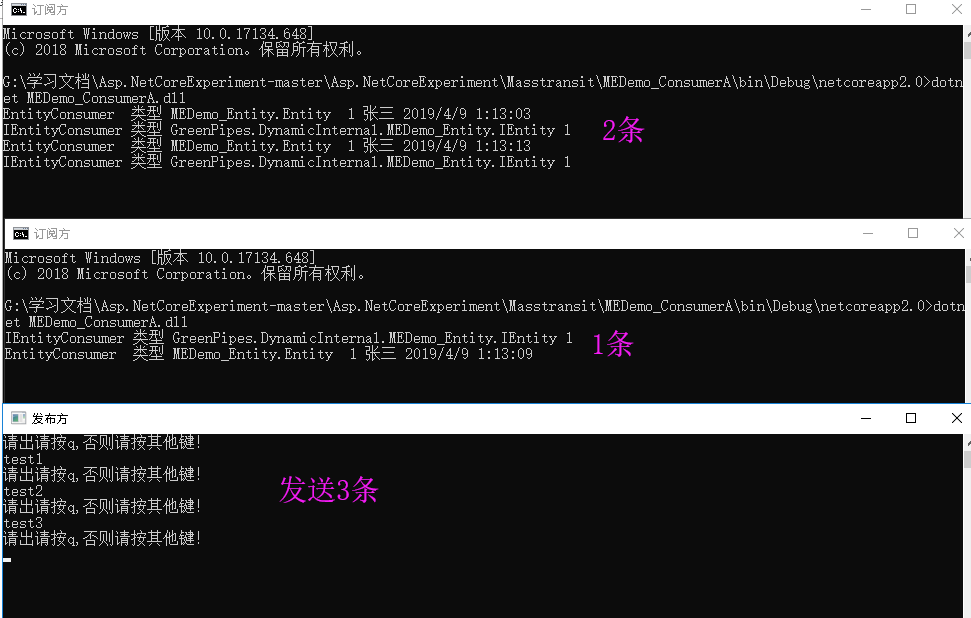 订阅方
Microsoft Windows [版本 10.0.17134.648]
(c) 2018 Microsoft Corporation。保留所有权利。
G:\学习文档\Asp.NetCoreExperiment-master\Asp.NetCoreExperiment\Masstransit\MEDemo_ConsumerA\bin\Debug\netcoreapp2.0>dotn
et MEDemo_ConsumerA.dll
EntityConsumer 类型 MEDemo_Entity.Entity 1 张三 2019/4/9 1:13:03
IEntityConsumer 类型 GreenPipes.DynamicInternal.MEDemo_Entity.IEntity 1
EntityConsumer 类型 MEDemo_Entity.Entity 1 张三 2019/4/9 1:13:13
IEntityConsumer 类型 GreenPipes.DynamicInternal.MEDemo_Entity.IEntity 1
2条
订阅方
Microsoft Windows [版本 10.0.17134.648]
(c) 2018 Microsoft Corporation。保留所有权利。
G:\学习文档\Asp.NetCoreExperiment-master\Asp.NetCoreExperiment\Masstransit\MEDemo_ConsumerA\bin\Debug\netcoreapp2.0>dotn
et MEDemo_ConsumerA.dll
IEntityConsumer 类型 GreenPipes.DynamicInternal.MEDemo_Entity.IEntity 1
EntityConsumer 类型 MEDemo_Entity.Entity 1 张三 2019/4/9 1:13:09
1条
发布方
请出请按q,否则请按其他键!
test1
请出请按q,否则请按其他键!
test2
请出请按q,否则请按其他键!
test3
请出请按q,否则请按其他键!
发送3条